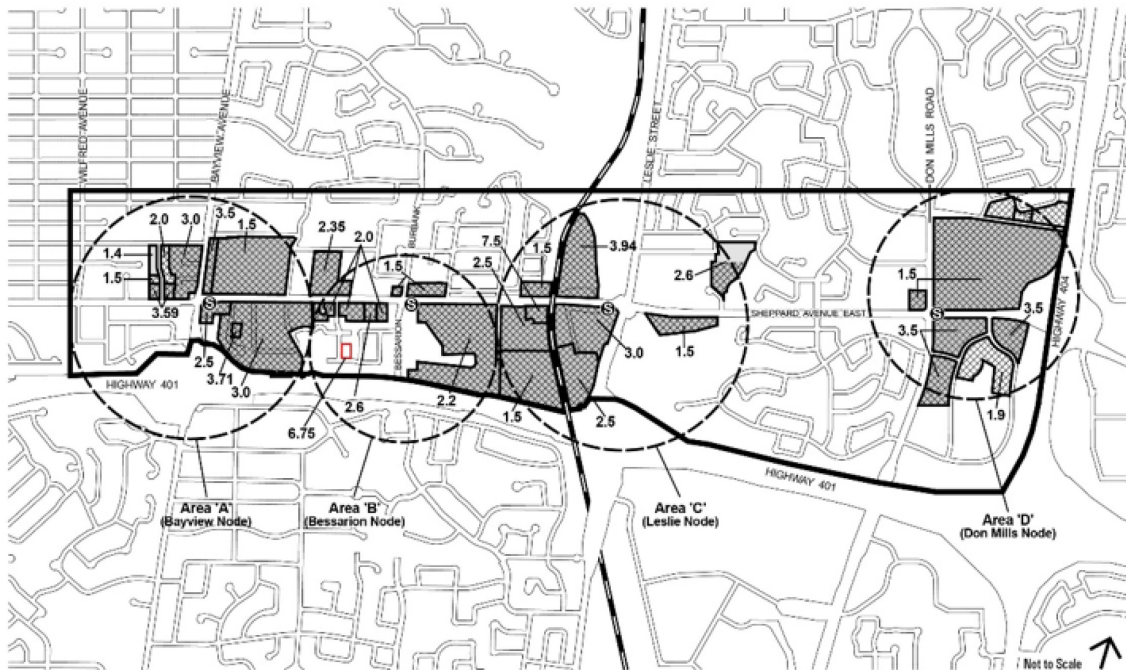 WILFRED AVENUE
BAYVIEW AVENUE
LESLIE STREET
DON MILLS ROAD
BURBANK
3.5
2.0
3.0
1.5
2.35
2.0
7.5
1.5
3.94
1.4
1.5
2.5
2.6
1.5
1.5
3.59
S
S
S
SHEPPARD AVENUE EAST
S
3.5
3.5
HIGHWAY 404
BESSARION
2.5
3.71
3.0
3.0
1.5
HIGHWAY 401
6.75
2.6
2.2
1.5
2.5
1.9
HIGHWAY 401
Area 'A'
(Bayview Node)
Area 'B'
(Bessarion Node)
Area 'C'
(Leslie Node)
Area 'D'
(Don Mills Node)
Not to Scale